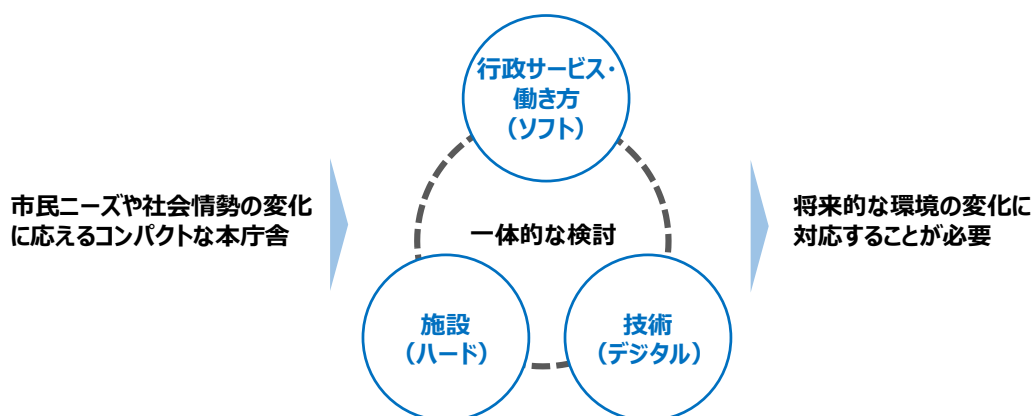 行政サービス・
働き方
（ソフト）
市民ニーズや社会情勢の変化
に応えるコンパクトな本庁舎
一体的な検討
将来的な環境の変化に
対応することが必要
施設
（ハード）
技術
（デジタル）